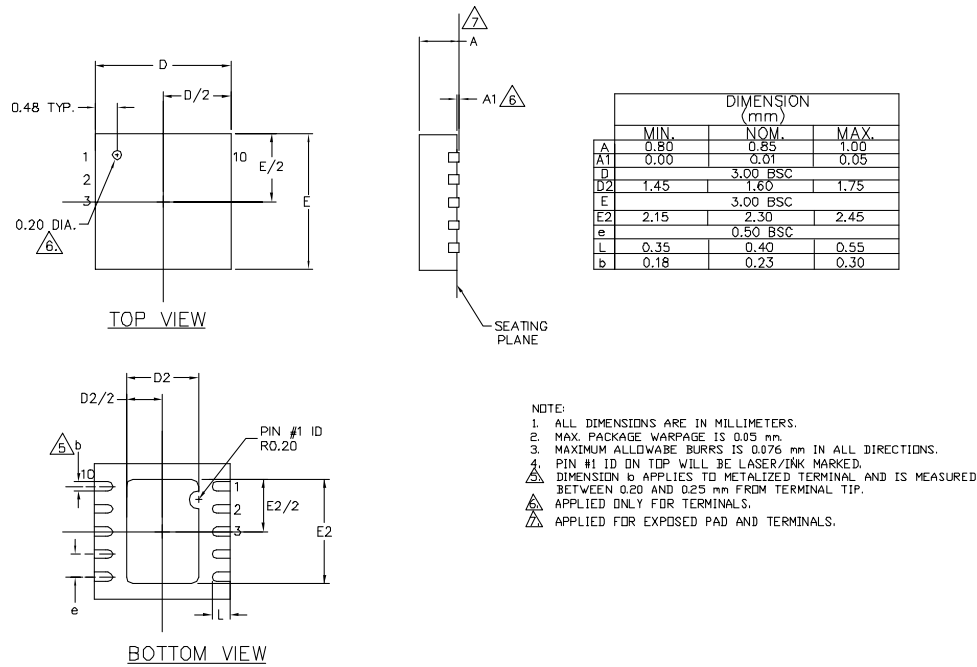 7
A
D
D/2
0.48 TYP.
A1 6
1
10
2
3
E/2
E
0.20 DIA.
6.
TOP VIEW
SEATING
PLANE
DIMENSION
(mm)
MIN. NOM. MAX.
A 0.80 0.85 1.00
A1 0.00 0.01 0.05
D 3.00 BSC
D2 1.45 1.60 1.75
E 3.00 BSC
E2 2.15 2.30 2.45
e 0.50 BSC
L 0.35 0.40 0.55
b 0.18 0.23 0.30
D2
D2/2
PIN #1 ID
R0.20
5 b
10
1
2
3
E2/2
E2
e
L
BOTTOM VIEW
NOTE:
1. ALL DIMENSIONS ARE IN MILLIMETERS.
2. MAX. PACKAGE WARPAGE IS 0.05 mm.
3. MAXIMUM ALLOWABE BURRS IS 0.076 mm IN ALL DIRECTIONS.
4. PIN #1 ID ON TOP WILL BE LASER/INK MARKED.
5. DIMENSION b APPLIES TO METALIZED TERMINAL AND IS MEASURED
BETWEEN 0.20 AND 0.25 mm FROM TERMINAL TIP.
6. APPLIED ONLY FOR TERMINALS.
7. APPLIED FOR EXPOSED PAD AND TERMINALS.